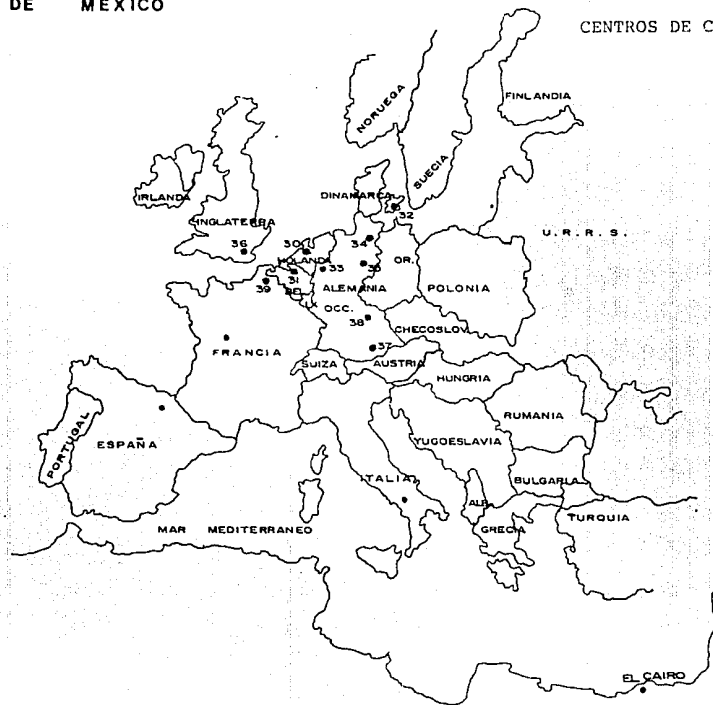 DE MEXICO
CENTROS DE C
FINLANDIA
NORUEGA
SUECIA
IRLANDA
DINAMARCA
32
INGLATERRA
U.R.R.S.
36
30
34
HOLANDA
33
35
OR.
39
31
BEL.
ALEMANIA
POLONIA
OCC.
38
CHECOSLOV.
37
FRANCIA
SUIZA
AUSTRIA
HUNGRIA
RUMANIA
PORTUGAL
ESPAÑA
YUGOESLAVIA
ITALIA
BULGARIA
ALBA
TURQUIA
MAR MEDITERRANEO
GRECIA
EL CAIRO